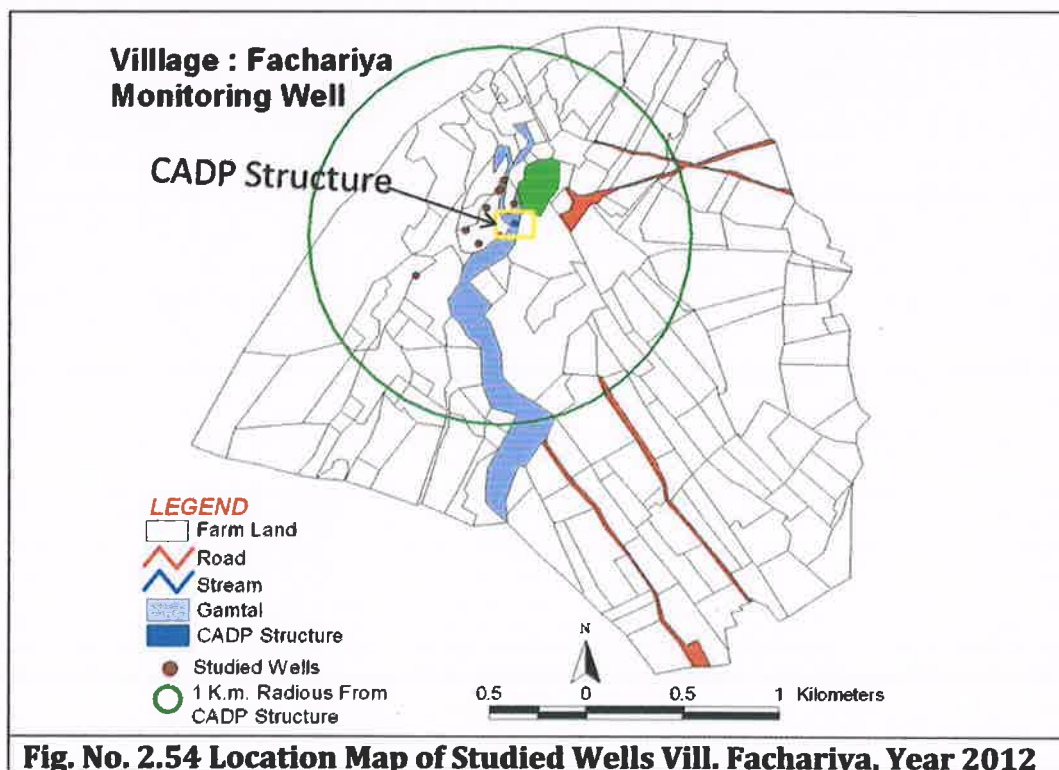 Villlage : Fachariya
Monitoring Well
CADP Structure
LEGEND
Farm Land
Road
Stream
Gamtal
CADP Structure
Studied Wells
1 K.m. Radious From
CADP Structure
N
0.5 0 0.5 1 Kilometers
Fig. No. 2.54 Location Map of Studied Wells Vill. Fachariya, Year 2012